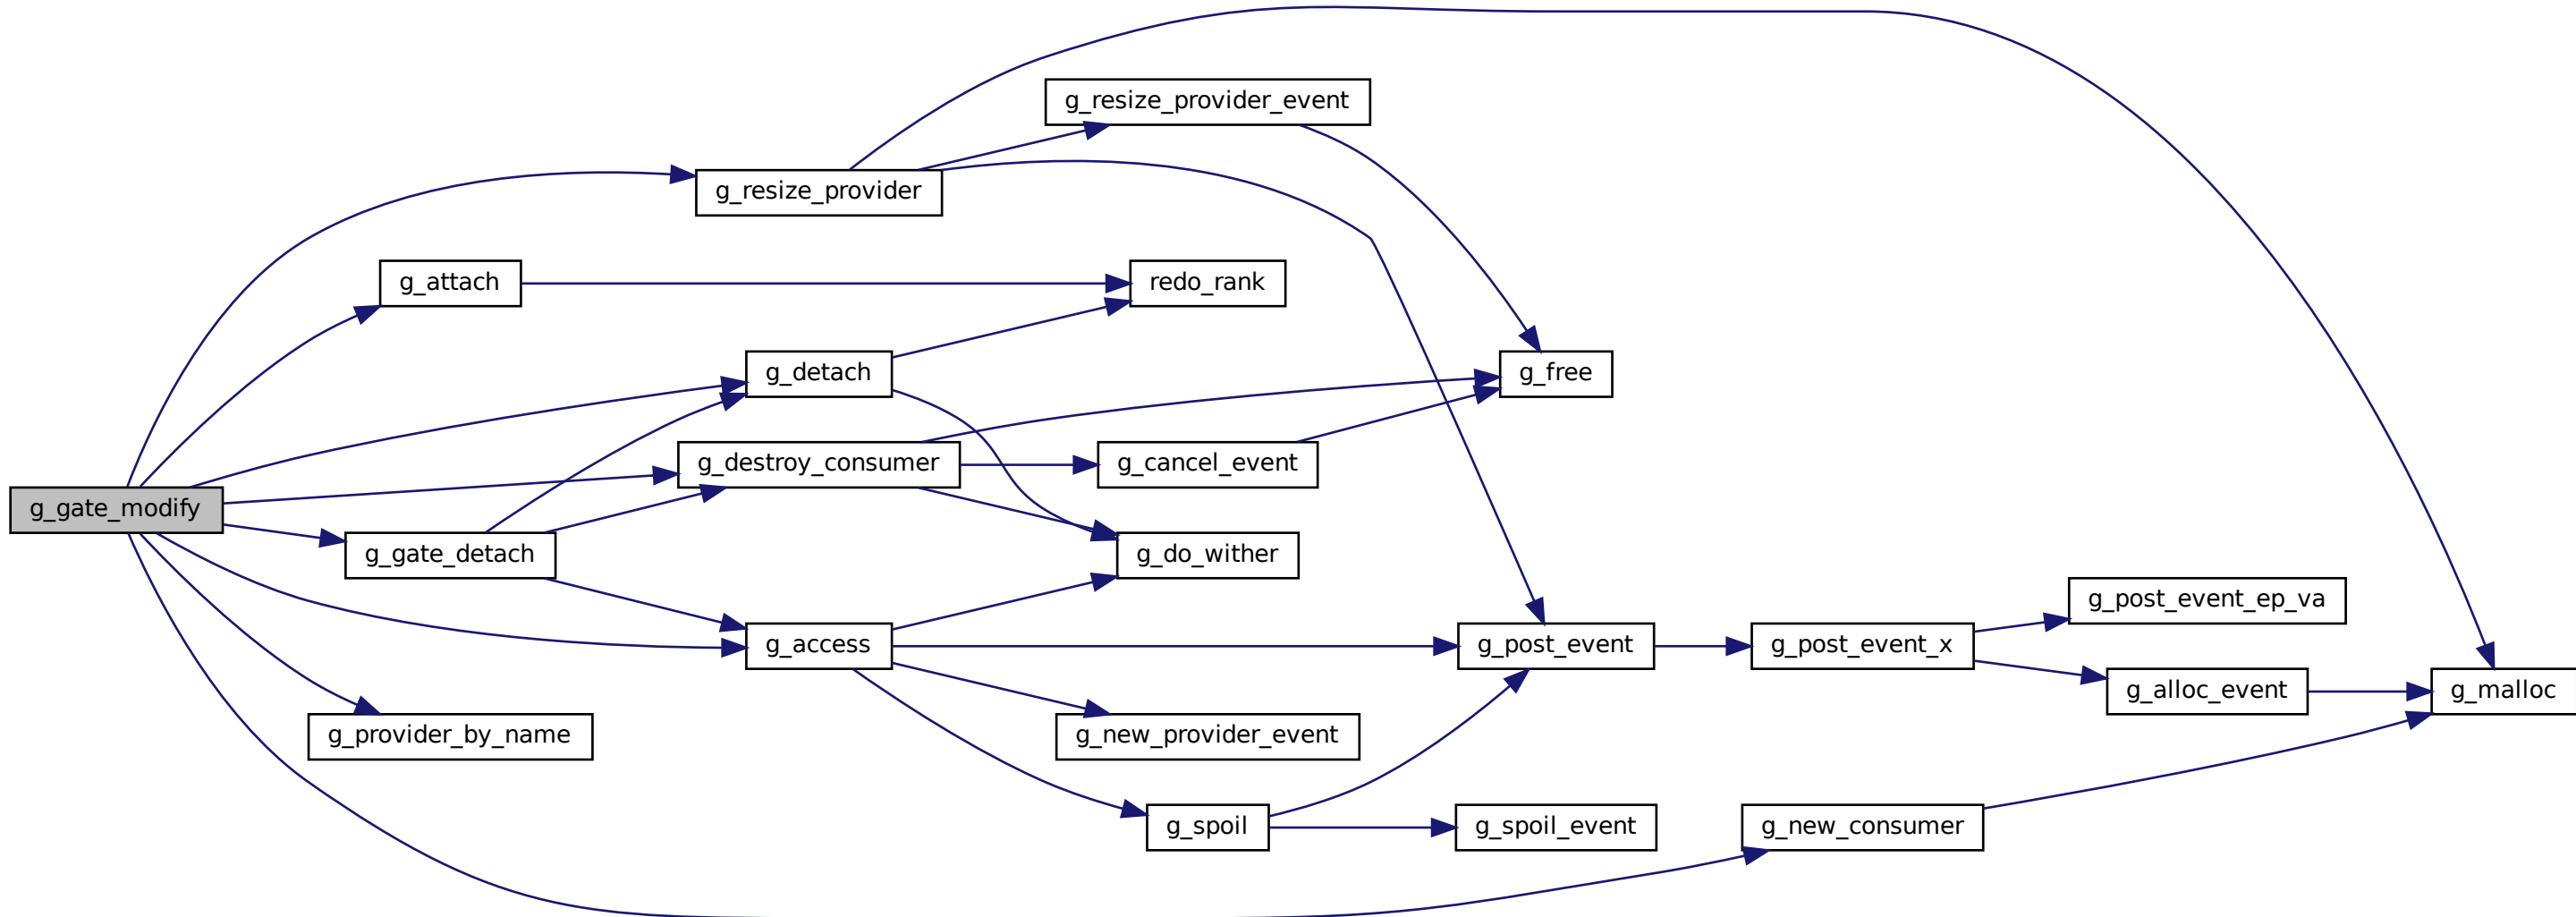 g_resize_provider_event
g_resize_provider
g_attach
redo_rank
g_detach
g_free
g_destroy_consumer
g_cancel_event
g_gate_modify
g_gate_detach
g_do_wither
g_post_event_ep_va
g_access
g_post_event
g_post_event_x
g_alloc_event
g_malloc
g_provider_by_name
g_new_provider_event
g_spoil
g_spoil_event
g_new_consumer